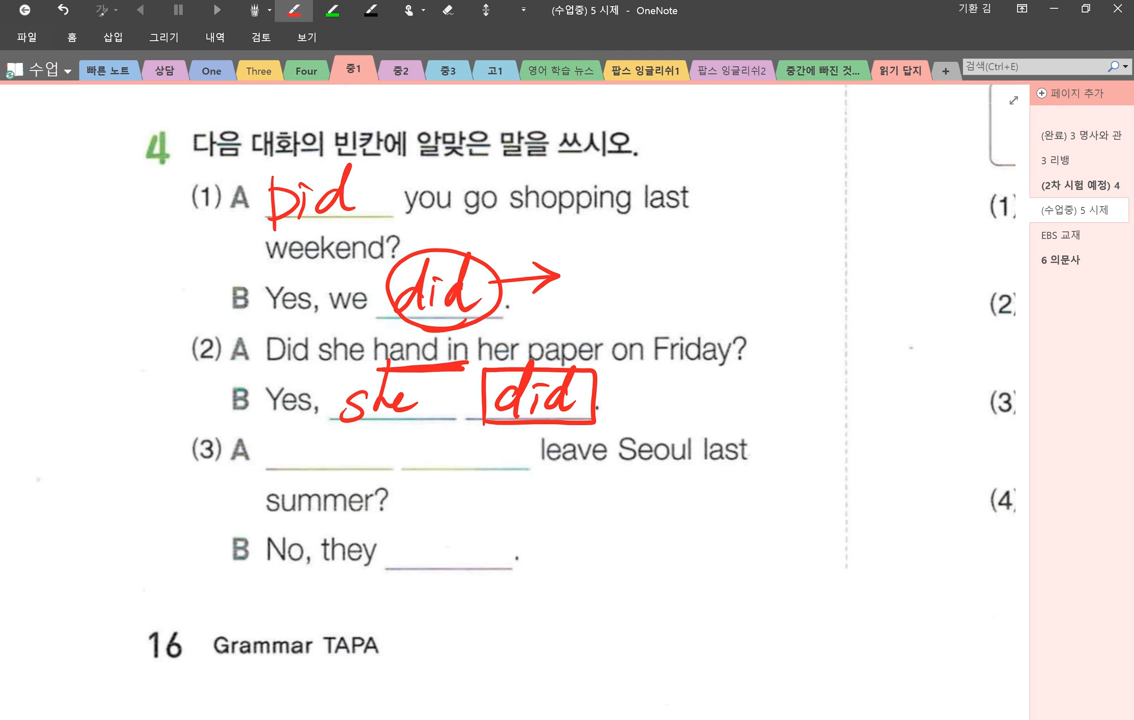 (수업중) 5 시제 - OneNote
기환 김
파일 홈 삽입 그리기 내역 검토 보기
수업 빠른 노트 상담 One Three Four 중1 중2 중3 고1 영어 학습 뉴스 팝스 잉글리쉬1 팝스 잉글리쉬2 중간에 빠진 것... 읽기 답지 + 검색(Ctrl+E)
페이지 추가
(완료) 3 명사와 관
3 리뱅
(2차 시험 예정) 4
(수업중) 5 시제
EBS 교재
6 의문사
4 다음 대화의 빈칸에 알맞은 말을 쓰시오.
(1) A Did you go shopping last
weekend?
B Yes, we did.
(2) A Did she hand in her paper on Friday?
B Yes, she did.
(3) A leave Seoul last
summer?
B No, they .
16 Grammar TAPA
(1)
(2)
(3)
(4)